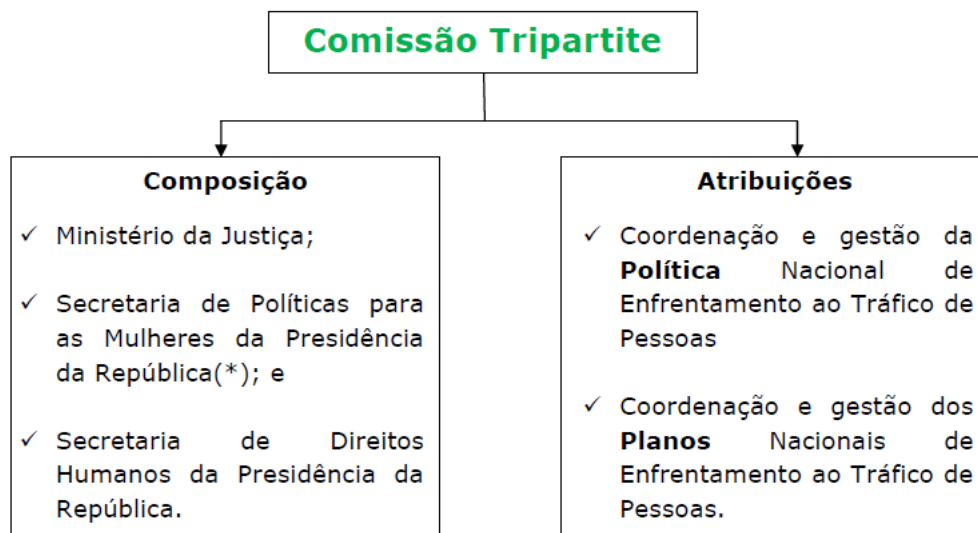 Comissão Tripartite
Composição
✓ Ministério da Justiça;
✓ Secretaria de Políticas para
as Mulheres da Presidência
da República(*); e
✓ Secretaria de Direitos
Humanos da Presidência da
República.
Atribuições
✓ Coordenação e gestão da
Política Nacional de
Enfrentamento ao Tráfico de
Pessoas
✓ Coordenação e gestão dos
Planos Nacionais de
Enfrentamento ao Tráfico de
Pessoas.